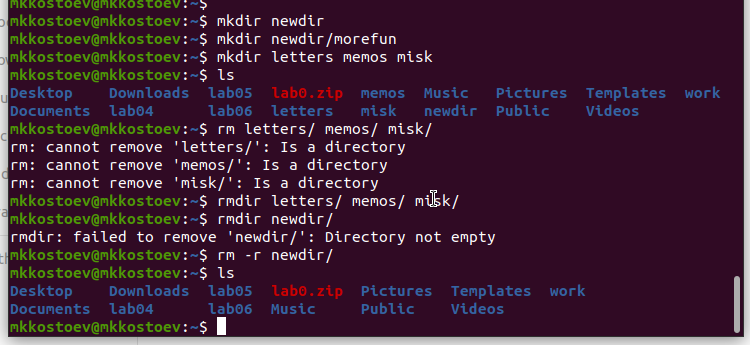 mkkostoev@mkkostoev:~$
mkkostoev@mkkostoev:~$ mkdir newdir
mkkostoev@mkkostoev:~$ mkdir newdir/morefun
mkkostoev@mkkostoev:~$ mkdir letters memos misk
mkkostoev@mkkostoev:~$ ls
Desktop Downloads lab05 lab0.zip memos Music Pictures Templates work
Documents lab04 lab06 letters misk newdir Public Videos
mkkostoev@mkkostoev:~$ rm letters/ memos/ misk/
rm: cannot remove 'letters/': Is a directory
rm: cannot remove 'memos/': Is a directory
rm: cannot remove 'misk/': Is a directory
mkkostoev@mkkostoev:~$ rmdir letters/ memos/ misk/
mkkostoev@mkkostoev:~$ rmdir newdir/
rmdir: failed to remove 'newdir/': Directory not empty
mkkostoev@mkkostoev:~$ rm -r newdir/
mkkostoev@mkkostoev:~$ ls
Desktop Downloads lab05 lab0.zip Pictures Templates work
Documents lab04 lab06 Music Public Videos
mkkostoev@mkkostoev:~$